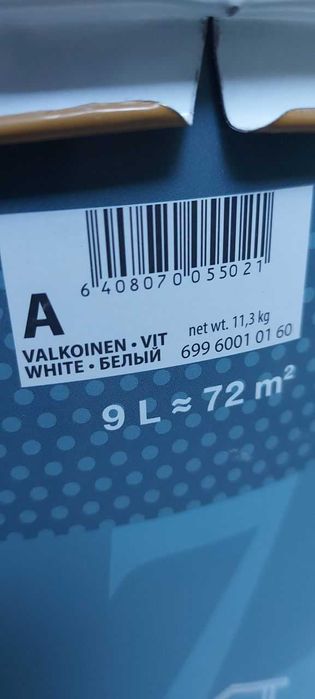 6 408070 055021
A
VALKOINEN • VIT
WHITE • БЕЛЫЙ
net wt. 11,3 kg
699 6001 01 60
9 L ≈ 72 m²
7